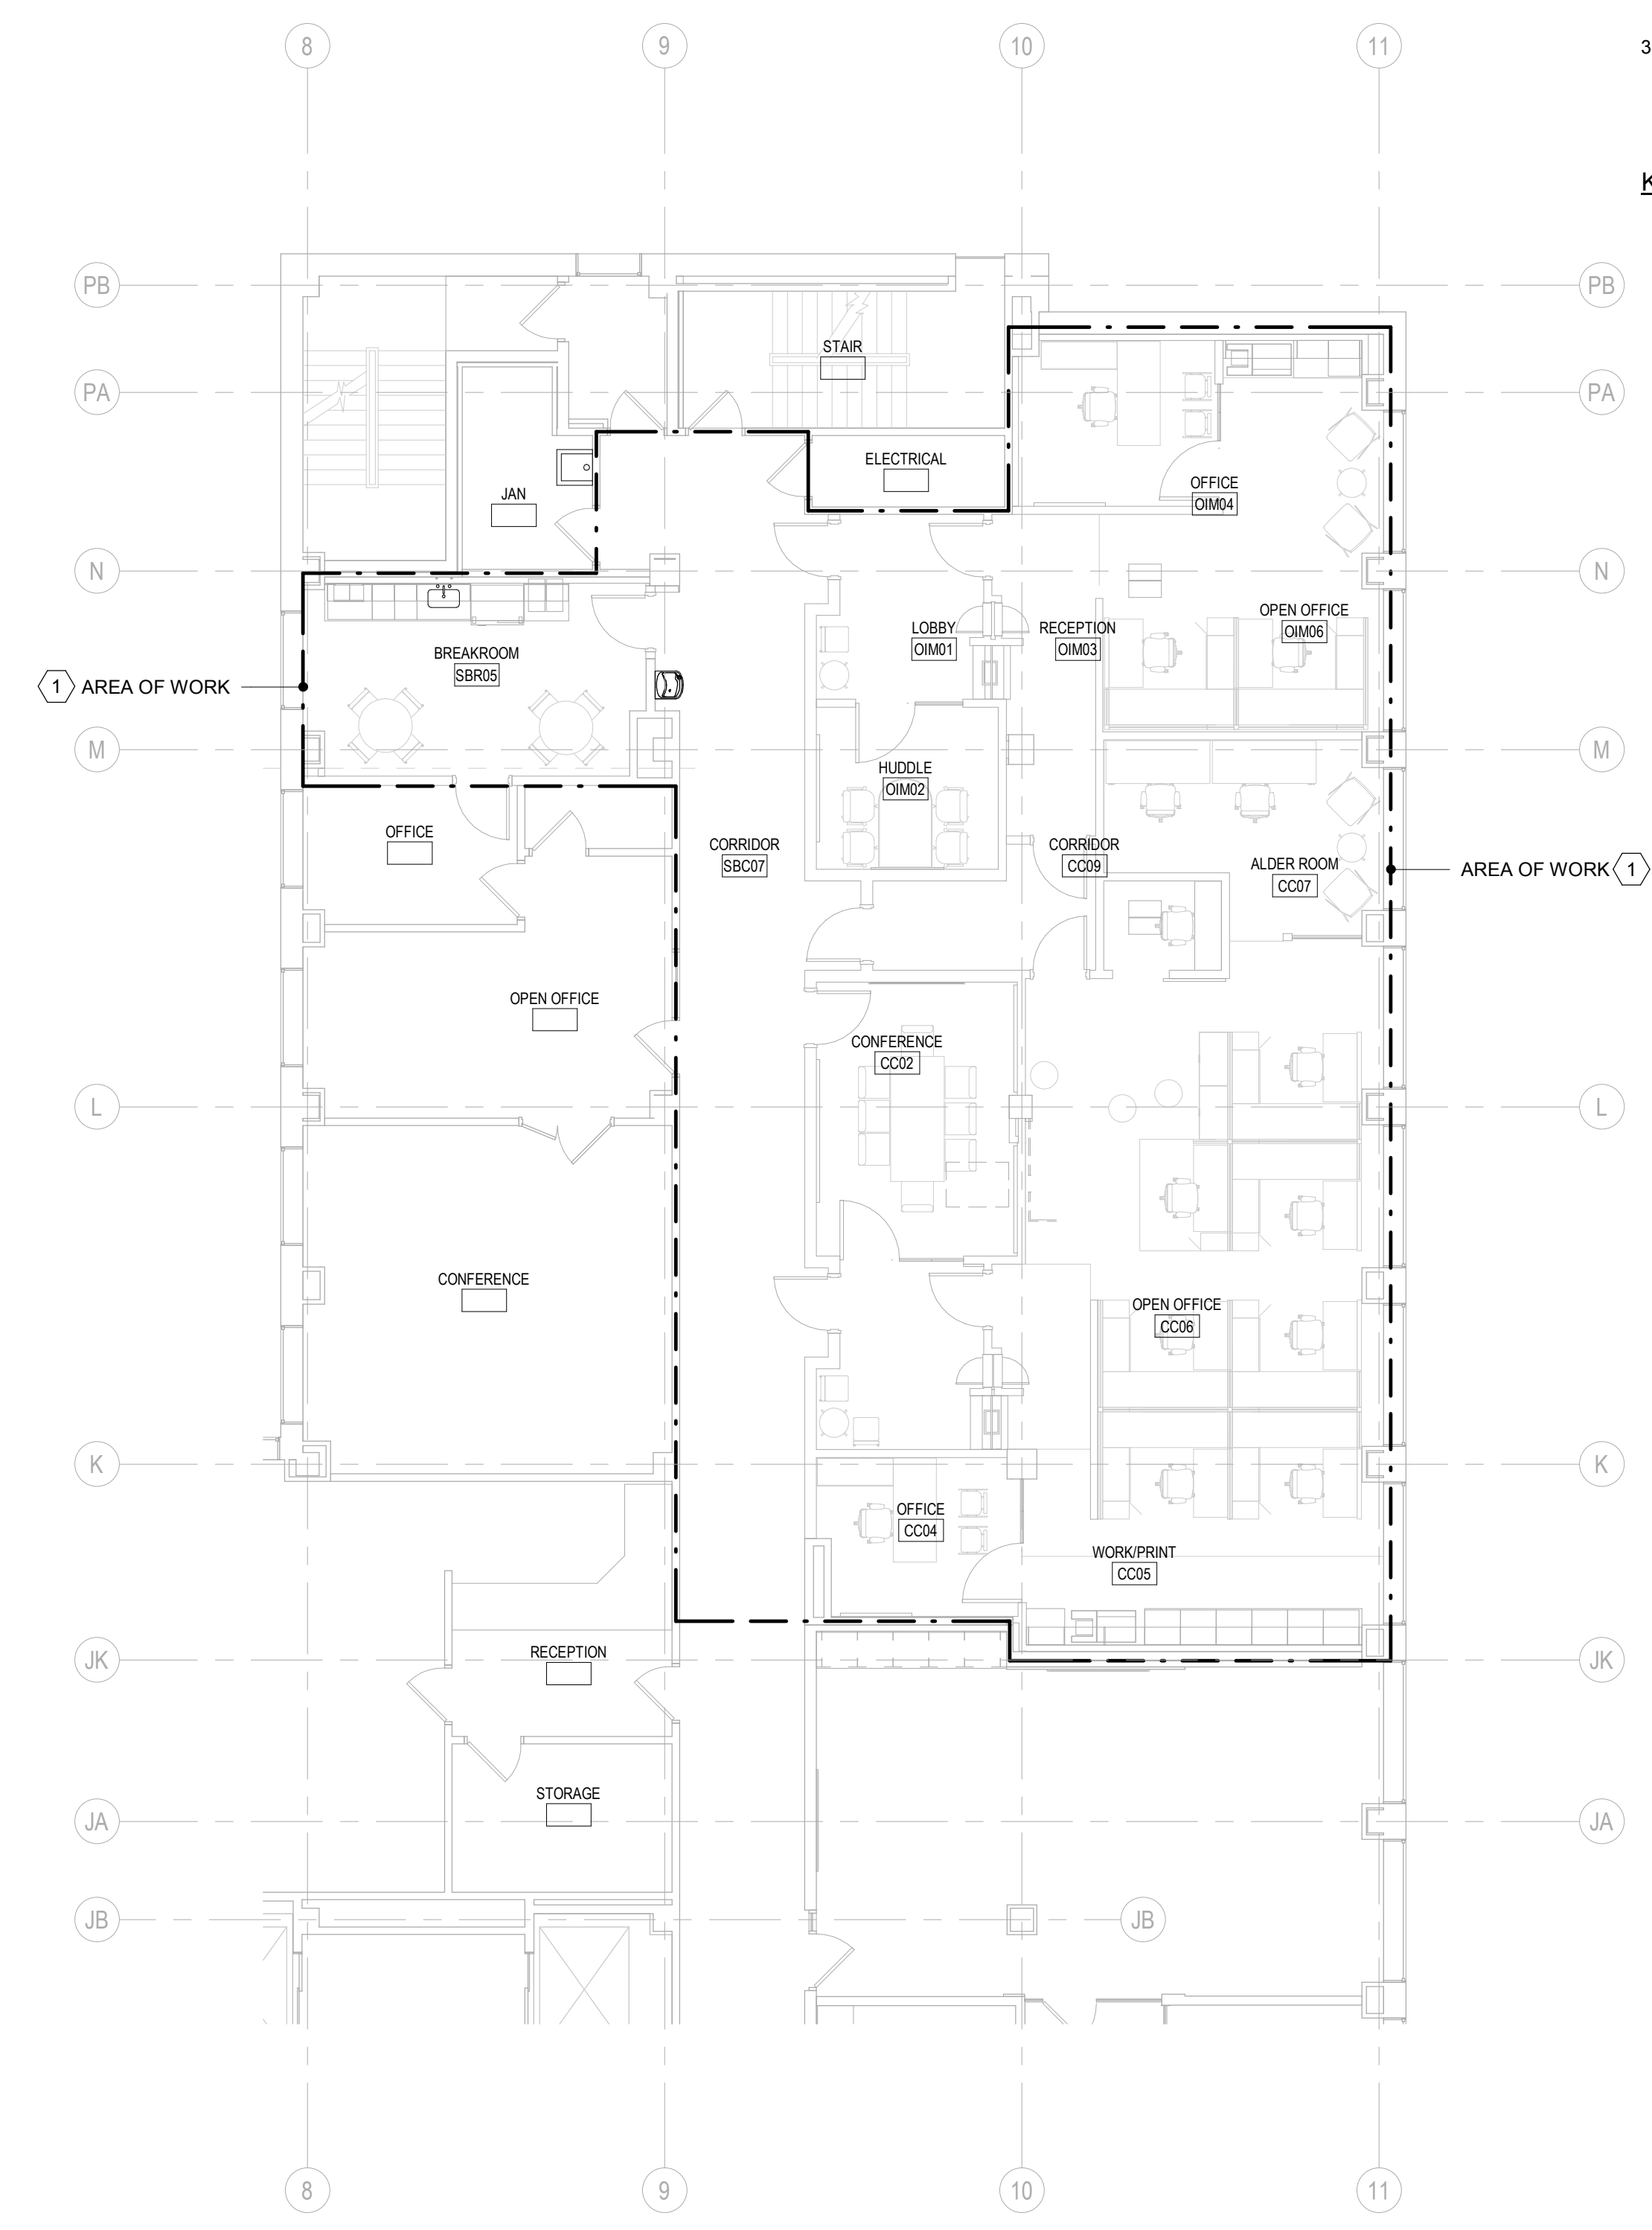 8
9
10
11
3
K
PB
PB
STAIR
PA
PA
ELECTRICAL
JAN
OFFICE
OIM04
N
N
OPEN OFFICE
OIM06
LOBBY
OIM01
RECEPTION
OIM03
BREAKROOM
SBR05
1 AREA OF WORK
M
M
HUDDLE
OIM02
OFFICE
CORRIDOR
SBC07
CORRIDOR
CC09
ALDER ROOM
CC07
AREA OF WORK 1
OPEN OFFICE
CONFERENCE
CC02
L
L
CONFERENCE
OPEN OFFICE
CC06
K
K
OFFICE
CC04
WORK/PRINT
CC05
RECEPTION
JK
JK
STORAGE
JA
JA
JB
JB
8
9
10
11